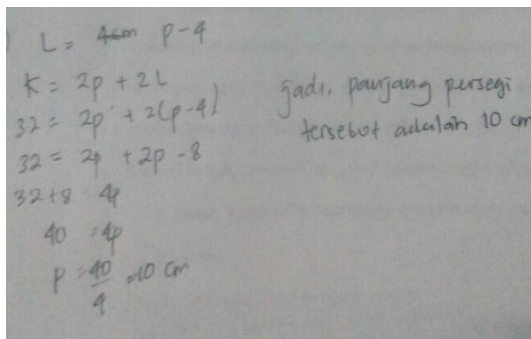 L = p-4
K = 2p + 2L
32 = 2p + 2(p-4)
32 = 2p + 2p - 8
32+8 = 4p
40 = 4p
p = 40/4 = 10 cm
jadi, panjang persegi
tersebut adalah 10 cm